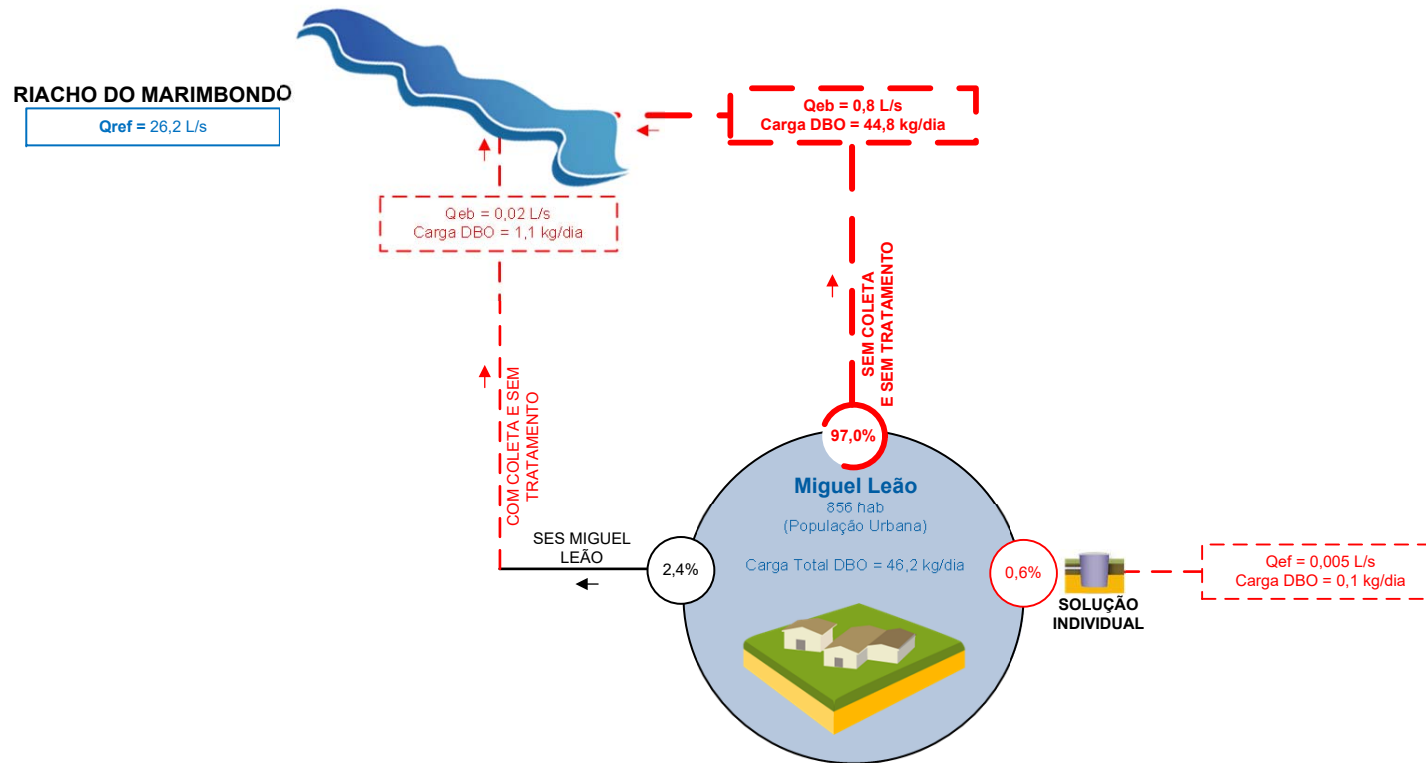 RIACHO DO MARIMBONDO
Qref = 26,2 L/s
Qeb = 0,8 L/s
Carga DBO = 44,8 kg/dia
Qeb = 0,02 L/s
Carga DBO = 1,1 kg/dia
COM COLETA E SEM
TRATAMENTO
SEM COLETA
E SEM TRATAMENTO
97,0%
Miguel Leão
856 hab
(População Urbana)
Carga Total DBO = 46,2 kg/dia
SES MIGUEL
LEÃO
2,4%
0,6%
SOLUÇÃO
INDIVIDUAL
Qef = 0,005 L/s
Carga DBO = 0,1 kg/dia